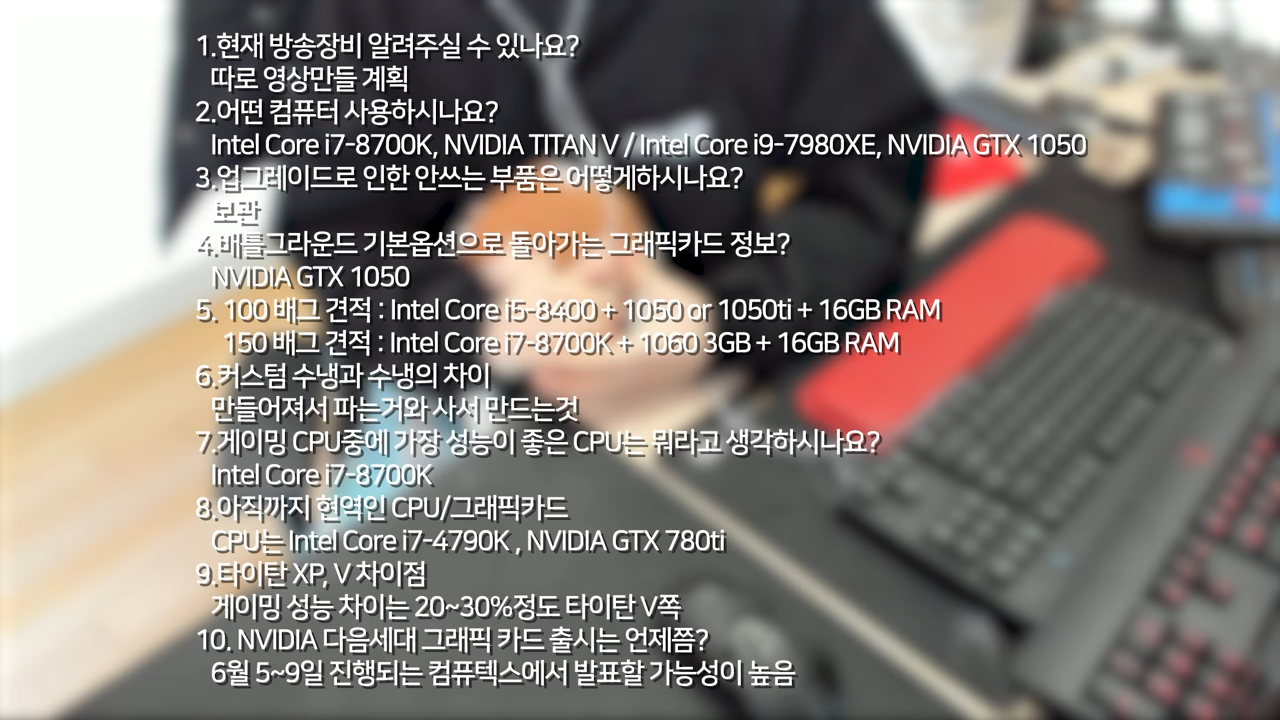 1.현재 방송장비 알려주실 수 있나요?
따로 영상만들 계획
2.어떤 컴퓨터 사용하시나요?
Intel Core i7-8700K, NVIDIA TITAN V / Intel Core i9-7980XE, NVIDIA GTX 1050
3.업그레이드로 인한 안쓰는 부품은 어떻게하시나요?
보관
4.배틀그라운드 기본옵션으로 돌아가는 그래픽카드 정보?
NVIDIA GTX 1050
5. 100 배그 견적 : Intel Core i5-8400 + 1050 or 1050ti + 16GB RAM
150 배그 견적 : Intel Core i7-8700K + 1060 3GB + 16GB RAM
6.커스텀 수냉과 수냉의 차이
만들어져서 파는거와 사서 만드는것
7.게이밍 CPU중에 가장 성능이 좋은 CPU는 뭐라고 생각하시나요?
Intel Core i7-8700K
8.아직까지 현역인 CPU/그래픽카드
CPU는 Intel Core i7-4790K , NVIDIA GTX 780ti
9.타이탄 XP, V 차이점
게이밍 성능 차이는 20~30%정도 타이탄 V쪽
10. NVIDIA 다음세대 그래픽 카드 출시는 언제쯤?
6월 5~9일 진행되는 컴퓨텍스에서 발표할 가능성이 높음